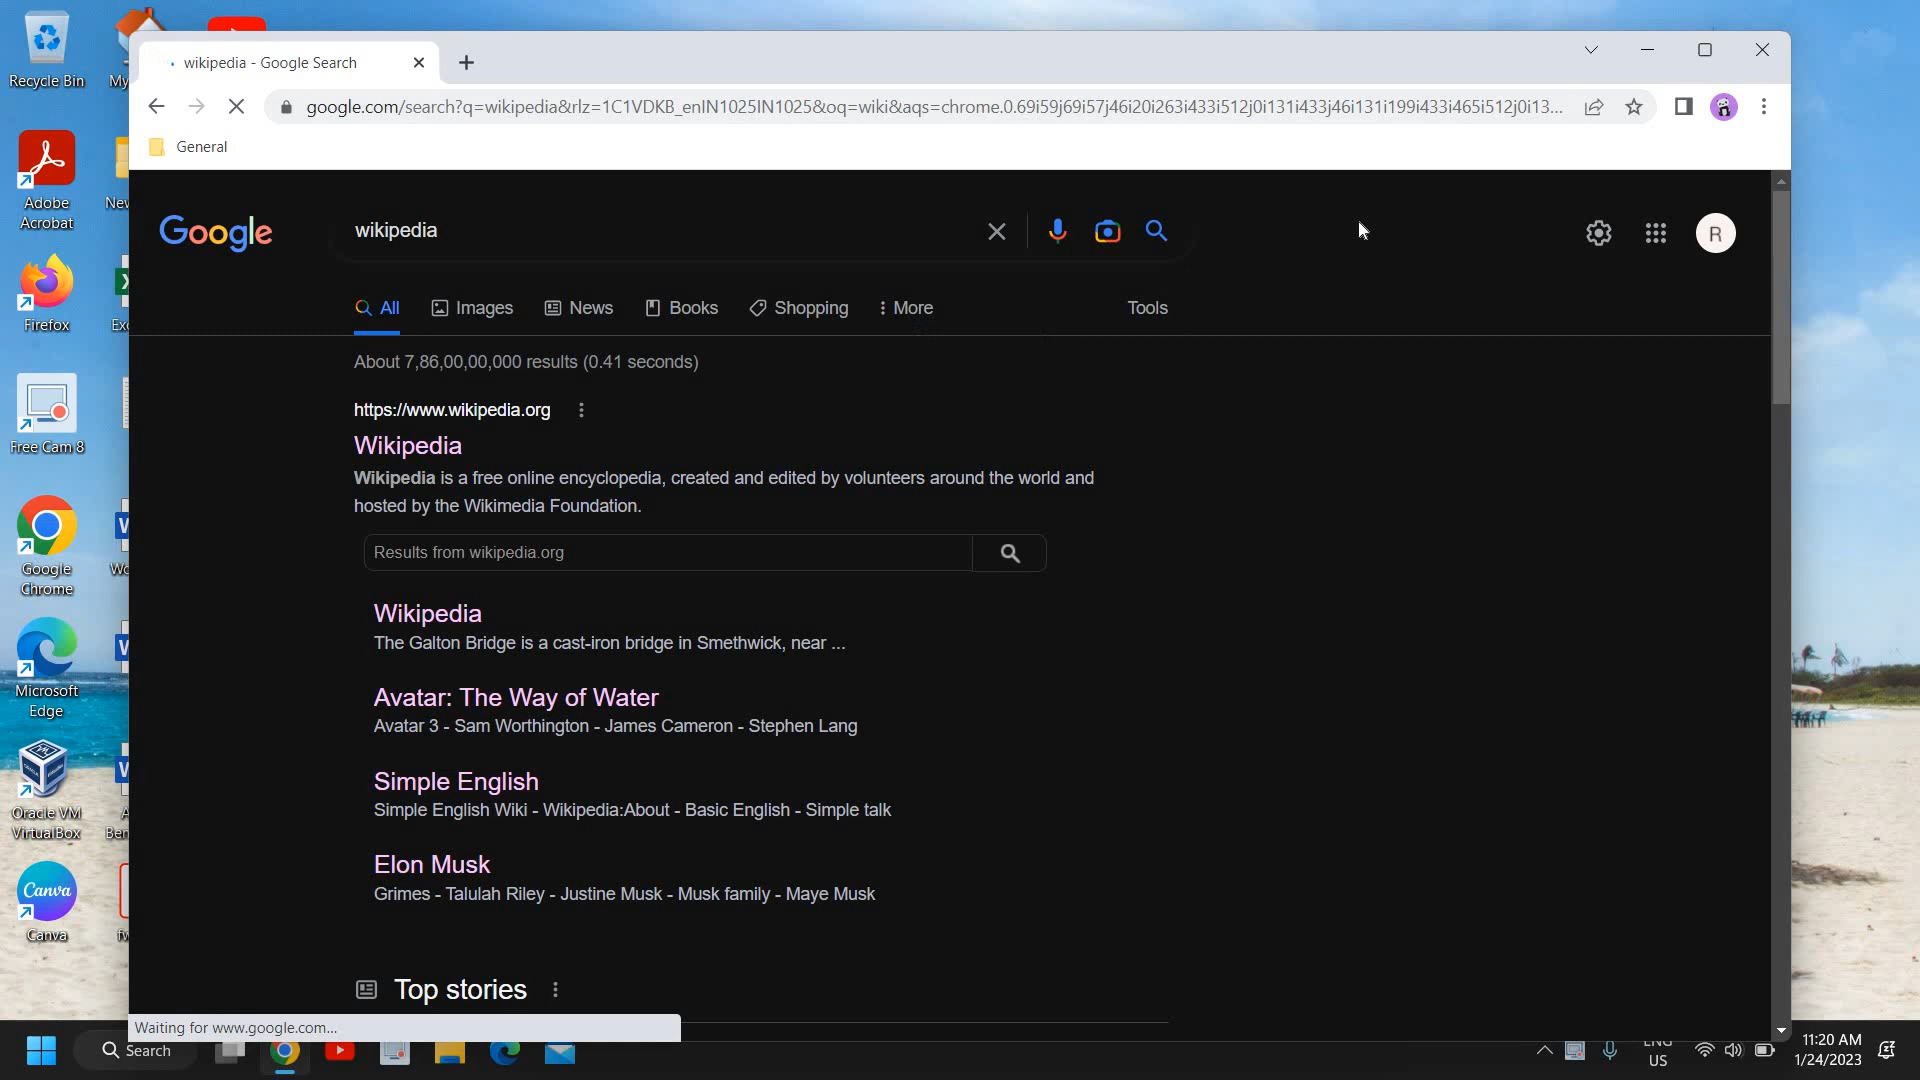 wikipedia - Google Search
google.com/search?q=wikipedia&rlz=1C1VDKB_enIN1025IN1025&oq=wiki&aqs=chrome.0.69i59j69i57j46i20i263i433i512j0i131i433j46i131i199i433i465i512j0i13...
General
Google
wikipedia
R
All Images News Books Shopping More Tools
About 7,86,00,00,000 results (0.41 seconds)
https://www.wikipedia.org
Wikipedia
Wikipedia is a free online encyclopedia, created and edited by volunteers around the world and
hosted by the Wikimedia Foundation.
Results from wikipedia.org
Wikipedia
The Galton Bridge is a cast-iron bridge in Smethwick, near ...
Avatar: The Way of Water
Avatar 3 - Sam Worthington - James Cameron - Stephen Lang
Simple English
Simple English Wiki - Wikipedia:About - Basic English - Simple talk
Elon Musk
Grimes - Talulah Riley - Justine Musk - Musk family - Maye Musk
Top stories
Waiting for www.google.com...
Recycle Bin
My
Adobe
Acrobat
Firefox
Free Cam 8
Google
Chrome
Microsoft
Edge
Oracle VM
VirtualBox
Canva
Canva
Search
ENG
US
11:20 AM
1/24/2023